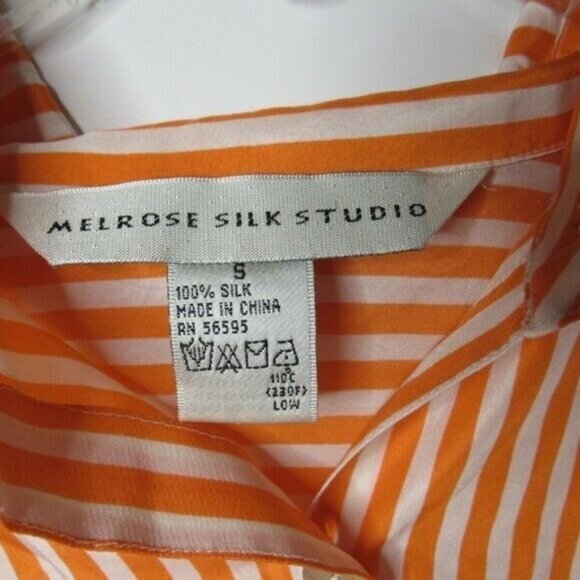 MELROSE SILK STUDIO
S
100% SILK
MADE IN CHINA
RN 56595
110C
(230F)
LOW